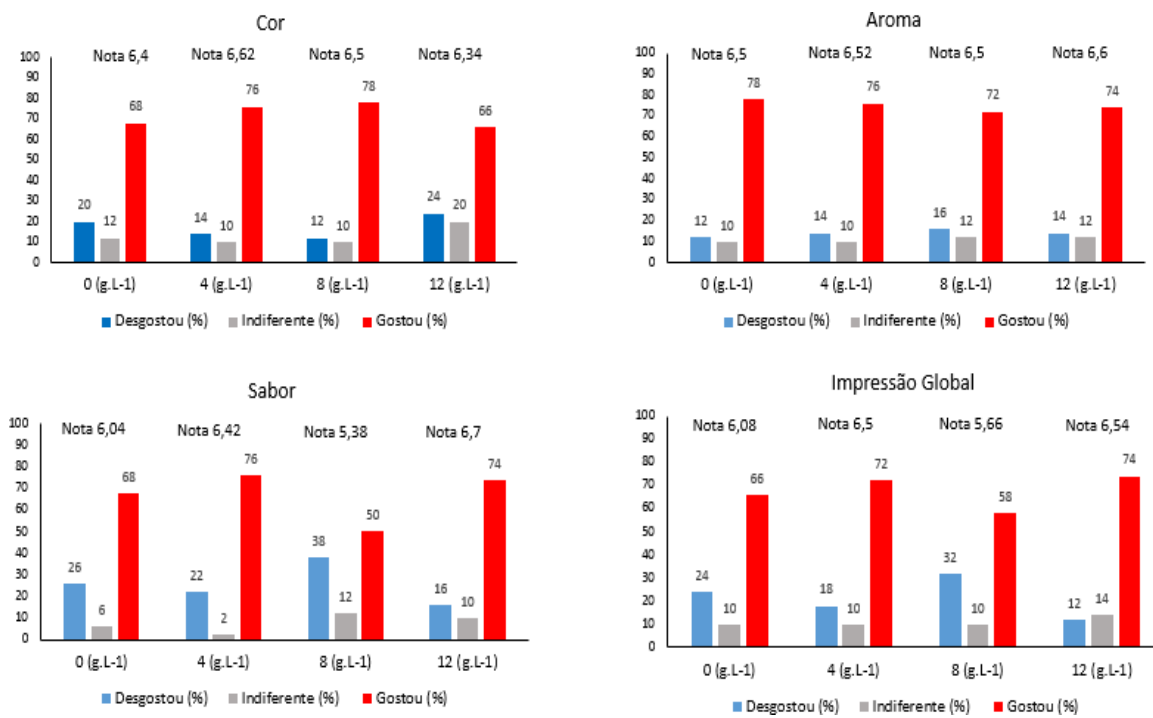 Cor
Nota 6,4 Nota 6,62 Nota 6,5 Nota 6,34
100
90
80
70
60
50
40
30
20
10
0
20 12 68 14 10 76 12 10 78 24 20 66
0 (g.L-1) 4 (g.L-1) 8 (g.L-1) 12 (g.L-1)
Desgostou (%) Indiferente (%) Gostou (%)
Aroma
Nota 6,5 Nota 6,52 Nota 6,5 Nota 6,6
100
90
80
70
60
50
40
30
20
10
0
12 10 78 14 10 76 16 12 72 14 12 74
0 (g.L-1) 4 (g.L-1) 8 (g.L-1) 12 (g.L-1)
Desgostou (%) Indiferente (%) Gostou (%)
Sabor
Nota 6,04 Nota 6,42 Nota 5,38 Nota 6,7
100
90
80
70
60
50
40
30
20
10
0
26 6 68 22 2 76 38 12 50 16 10 74
0 (g.L-1) 4 (g.L-1) 8 (g.L-1) 12 (g.L-1)
Desgostou (%) Indiferente (%) Gostou (%)
Impressão Global
Nota 6,08 Nota 6,5 Nota 5,66 Nota 6,54
100
90
80
70
60
50
40
30
20
10
0
24 10 66 18 10 72 32 10 58 12 14 74
0 (g.L-1) 4 (g.L-1) 8 (g.L-1) 12 (g.L-1)
Desgostou (%) Indiferente (%) Gostou (%)